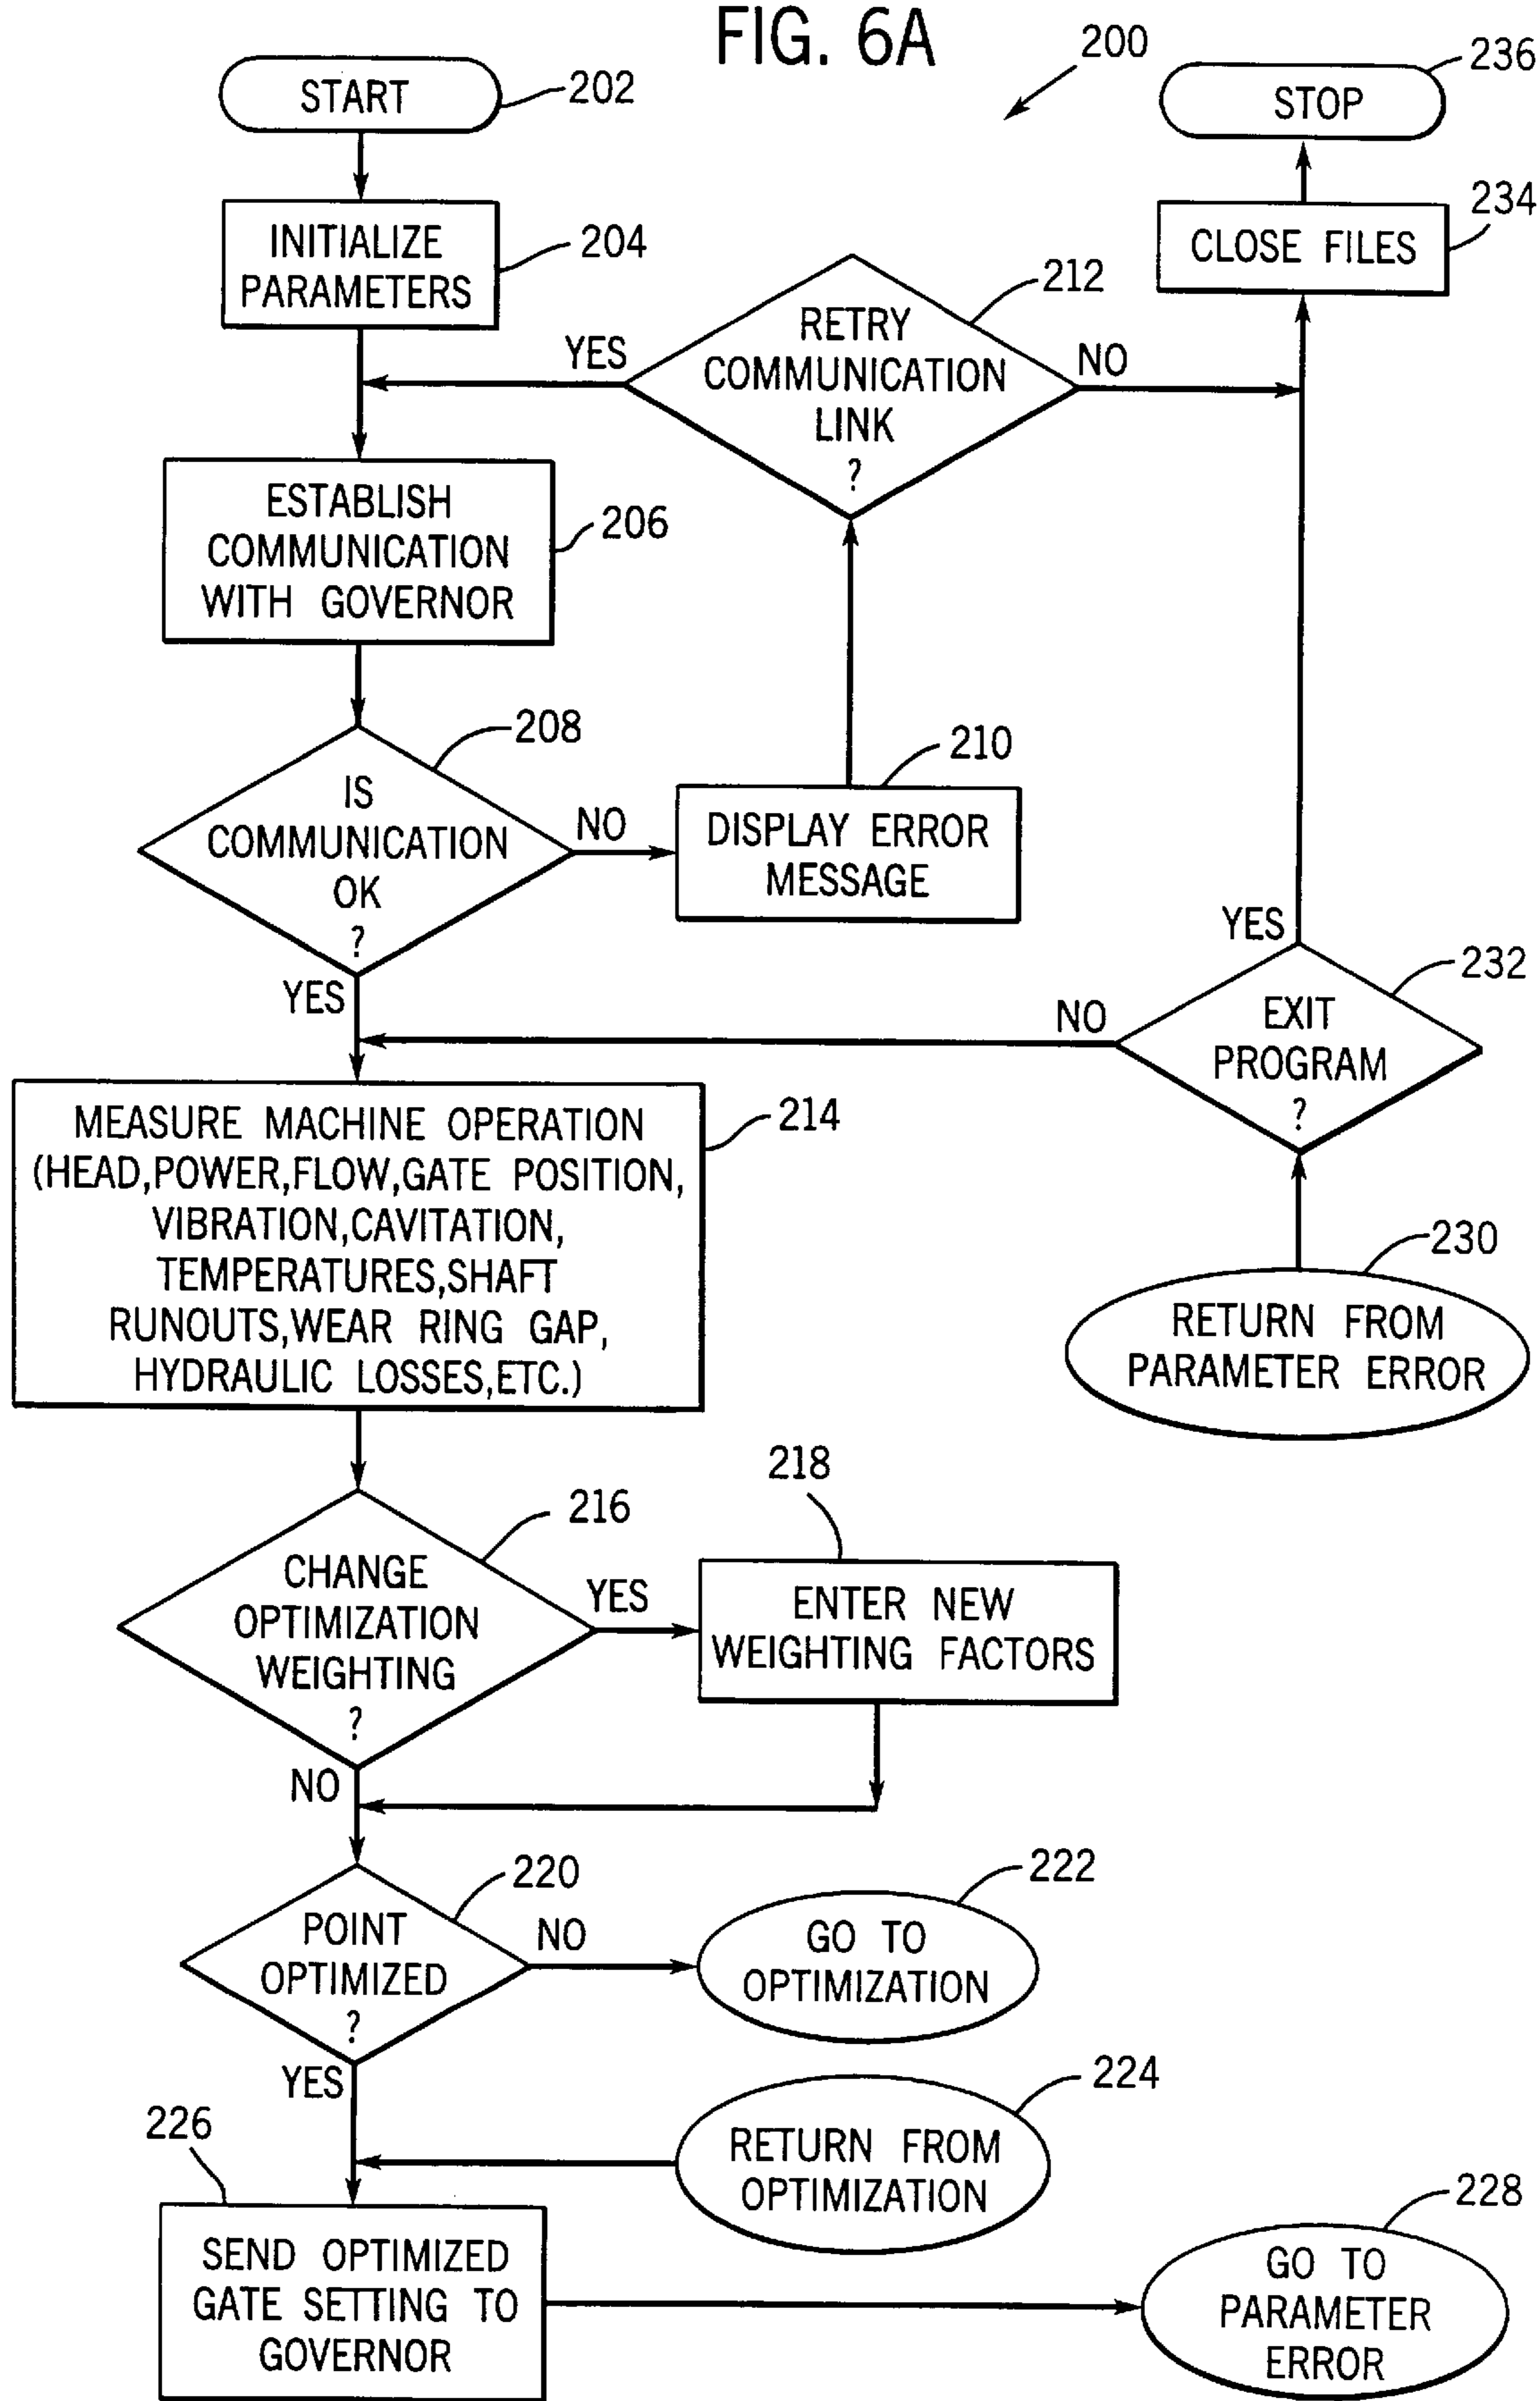 FIG. 6A
200
START
202
236
STOP
INITIALIZE
PARAMETERS
204
234
CLOSE FILES
212
RETRY
COMMUNICATION
LINK
?
YES
NO
ESTABLISH
COMMUNICATION
WITH GOVERNOR
206
208
IS
COMMUNICATION
OK
?
NO
YES
210
DISPLAY ERROR
MESSAGE
YES
232
EXIT
PROGRAM
?
NO
MEASURE MACHINE OPERATION
(HEAD,POWER,FLOW,GATE POSITION,
VIBRATION,CAVITATION,
TEMPERATURES,SHAFT
RUNOUTS,WEAR RING GAP,
HYDRAULIC LOSSES,ETC.)
214
230
RETURN FROM
PARAMETER ERROR
216
CHANGE
OPTIMIZATION
WEIGHTING
?
YES
NO
218
ENTER NEW
WEIGHTING FACTORS
220
POINT
OPTIMIZED
?
NO
YES
222
GO TO
OPTIMIZATION
224
RETURN FROM
OPTIMIZATION
226
SEND OPTIMIZED
GATE SETTING TO
GOVERNOR
228
GO TO
PARAMETER
ERROR